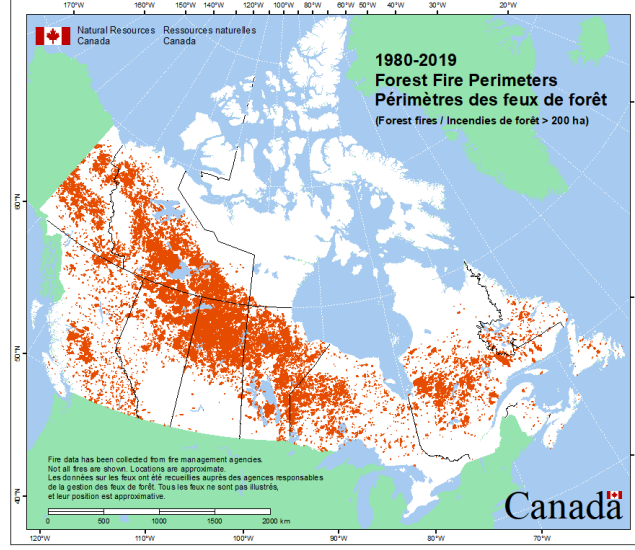 170°W 160°W 150°W 140°W 130°W 120°W 110°W 100°W 90°W 80°W 70°W 60°W 50°W 40°W 20°W
Natural Resources Ressources naturelles
Canada Canada
1980-2019
Forest Fire Perimeters
Périmètres des feux de forêt
(Forest fires / Incendies de forêt > 200 ha)
60°N
50°N
40°N
Fire data has been collected from fire management agencies.
Not all fires are shown. Locations are approximate.
Les données sur les feux ont été recueillies auprès des agences responsables
de la gestion des feux de forêt. Tous les feux ne sont pas illustrés,
et leur position est approximative.
0 500 1000 1500 2000 km
Canada
120°W 110°W 100°W 90°W 80°W 70°W